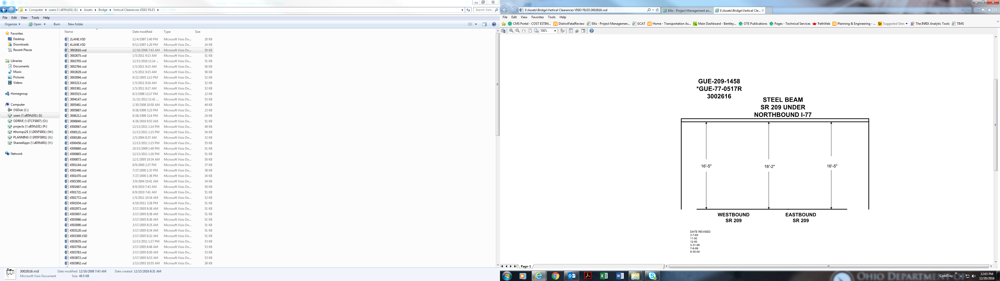 Computer ▸ users (\\d05fs101) (I:) ▸ Assets ▸ Bridge ▸ Vertical Clearances VISIO FILES ▸
Search Vert...
File Edit View Tools Help
Organize Open Burn New folder
Favorites
Desktop
Downloads
Recent Places
Libraries
Documents
Music
Pictures
Videos
Homegroup
Computer
OSDisk (C:)
users (\\d05fs101) (I:)
ODRIVE (\\ITCFS007) (O:)
projects (\\d05fs101) (P:)
tthomps2$ (\\D05FS001) (W:)
PLANNING (\\D05FS001) (X:)
SharedApps (\\d05fs001) (Y:)
Network
Name Date modified Type Size
2LANE.VSD 12/4/1997 1:40 PM Microsoft Visio Do... 20 KB
4LANE.VSD 9/12/1997 1:20 PM Microsoft Visio Do... 24 KB
3002616.vsd 12/16/2008 7:43 AM Microsoft Visio Do... 50 KB
3002675.vsd 1/5/2011 9:13 AM Microsoft Visio Do... 51 KB
3002705.vsd 12/15/2016 11:14 ... Microsoft Visio Do... 51 KB
3002764.vsd 1/5/2011 9:15 AM Microsoft Visio Do... 56 KB
3002829.vsd 1/5/2011 9:15 AM Microsoft Visio Do... 58 KB
3003094.vsd 9/22/2005 2:13 PM Microsoft Visio Do... 52 KB
3003213.vsd 1/5/2011 9:16 AM Microsoft Visio Do... 52 KB
3003361.vsd 1/5/2011 9:17 AM Microsoft Visio Do... 52 KB
3003515.vsd 8/3/1998 12:17 PM Microsoft Visio Do... 22 KB
3004147.vsd 11/21/2012 11:41 ... Microsoft Visio Do... 53 KB
3005461.vsd 1/30/2008 10:50 AM Microsoft Visio Do... 49 KB
3005887.vsd 9/28/1999 3:23 PM Microsoft Visio Do... 23 KB
3006212.vsd 9/28/1999 2:14 PM Microsoft Visio Do... 24 KB
3006840.vsd 4/26/2016 9:53 AM Microsoft Visio Do... 51 KB
4500067.vsd 12/13/2011 1:14 PM Microsoft Visio Do... 49 KB
4500121.vsd 12/13/2011 1:15 PM Microsoft Visio Do... 54 KB
4500180.vsd 2/5/2004 8:37 AM Microsoft Visio Do... 32 KB
4500458.vsd 12/13/2011 1:15 PM Microsoft Visio Do... 55 KB
4500660.vsd 10/15/2009 1:49 PM Microsoft Visio Do... 51 KB
4500865.vsd 12/13/2011 1:16 PM Microsoft Visio Do... 51 KB
4500873.vsd 12/1/2005 10:34 AM Microsoft Visio Do... 50 KB
4501144.vsd 8/9/2000 2:27 PM Microsoft Visio Do... 37 KB
4501446.vsd 7/27/2000 1:33 PM Microsoft Visio Do... 38 KB
4501470.vsd 7/27/2000 1:36 PM Microsoft Visio Do... 34 KB
4501500.vsd 3/9/2004 10:41 AM Microsoft Visio Do... 34 KB
4501667.vsd 8/9/2010 7:43 AM Microsoft Visio Do... 50 KB
4501721.vsd 8/9/2010 7:41 AM Microsoft Visio Do... 51 KB
4501772.vsd 1/5/2011 10:34 AM Microsoft Visio Do... 52 KB
4501934.vsd 4/19/2011 3:28 PM Microsoft Visio Do... 51 KB
4502973.vsd 3/17/2005 8:38 AM Microsoft Visio Do... 51 KB
4503007.vsd 3/17/2005 8:38 AM Microsoft Visio Do... 51 KB
4503066.vsd 3/17/2005 8:36 AM Microsoft Visio Do... 51 KB
4503090.vsd 3/17/2005 8:35 AM Microsoft Visio Do... 51 KB
4503120.vsd 3/17/2005 8:34 AM Microsoft Visio Do... 51 KB
4503309.VSD 3/17/2005 8:32 AM Microsoft Visio Do... 51 KB
4503635.vsd 12/13/2011 1:17 PM Microsoft Visio Do... 53 KB
4503759.vsd 3/17/2005 8:48 AM Microsoft Visio Do... 53 KB
4503783.vsd 3/17/2005 8:50 AM Microsoft Visio Do... 53 KB
4503872.vsd 3/17/2005 8:53 AM Microsoft Visio Do... 53 KB
4503902.vsd 2/13/2003 10:55 AM Microsoft Visio Do... 38 KB
3002616.vsd Date modified: 12/16/2008 7:43 AM Date created: 12/15/2016 8:31 AM
Microsoft Visio Document Size: 49.5 KB
I:\Assets\Bridge\Vertical Clearances VISIO FILES\3002616.vsd
Ellis - Project Management an...
I:\Assets\Bridge\Vertical Cle...
File Edit View Favorites Tools Help
CMS Portal - COST ESTIM... DistrictFatalReview Ellis - Project Managemen... GCAT Home - Transportation As... Main Dashboard - Bentley... OTE Publications Pages - Technical Services PathWeb Planning & Engineering - ... Suggested Sites The INRIX Analytic Tools TIMS
100%
GUE-209-1458
*GUE-77-0517R
3002616
STEEL BEAM
SR 209 UNDER
NORTHBOUND I-77
16'-5" 16'-2" 16'-5"
WESTBOUND EASTBOUND
SR 209 SR 209
DATE REVISED
3-7-69
11-92
12-95
3-31-98
7-8-99
9-30-04
Page-1
OHIO DEPARTMENT
CaddTray
12:03 PM
12/20/2016